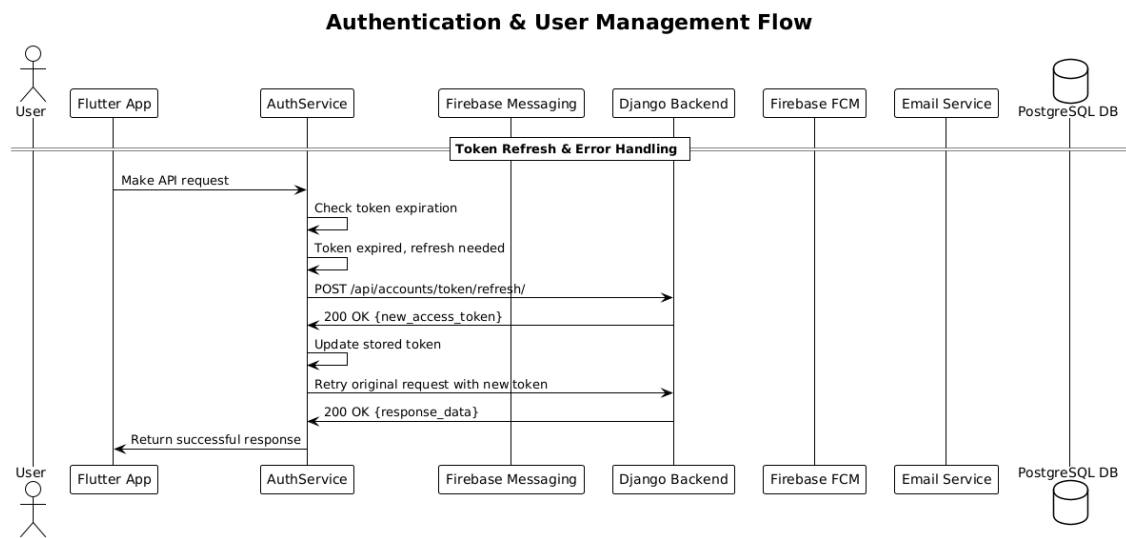 Authentication & User Management Flow
User
Flutter App
AuthService
Firebase Messaging
Django Backend
Firebase FCM
Email Service
PostgreSQL DB
Token Refresh & Error Handling
Make API request
Check token expiration
Token expired, refresh needed
POST /api/accounts/token/refresh/
200 OK {new_access_token}
Update stored token
Retry original request with new token
200 OK {response_data}
Return successful response
User
Flutter App
AuthService
Firebase Messaging
Django Backend
Firebase FCM
Email Service
PostgreSQL DB